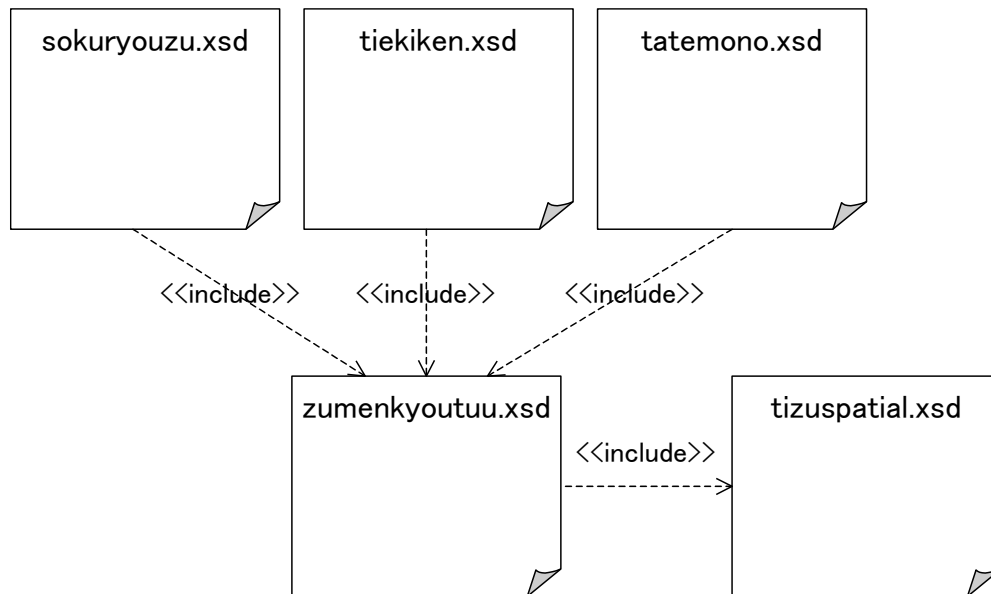 sokuryouzu.xsd
tiekiken.xsd
tatemono.xsd
<<include>>
<<include>>
<<include>>
zumenkyoutuu.xsd
tizuspatial.xsd
<<include>>